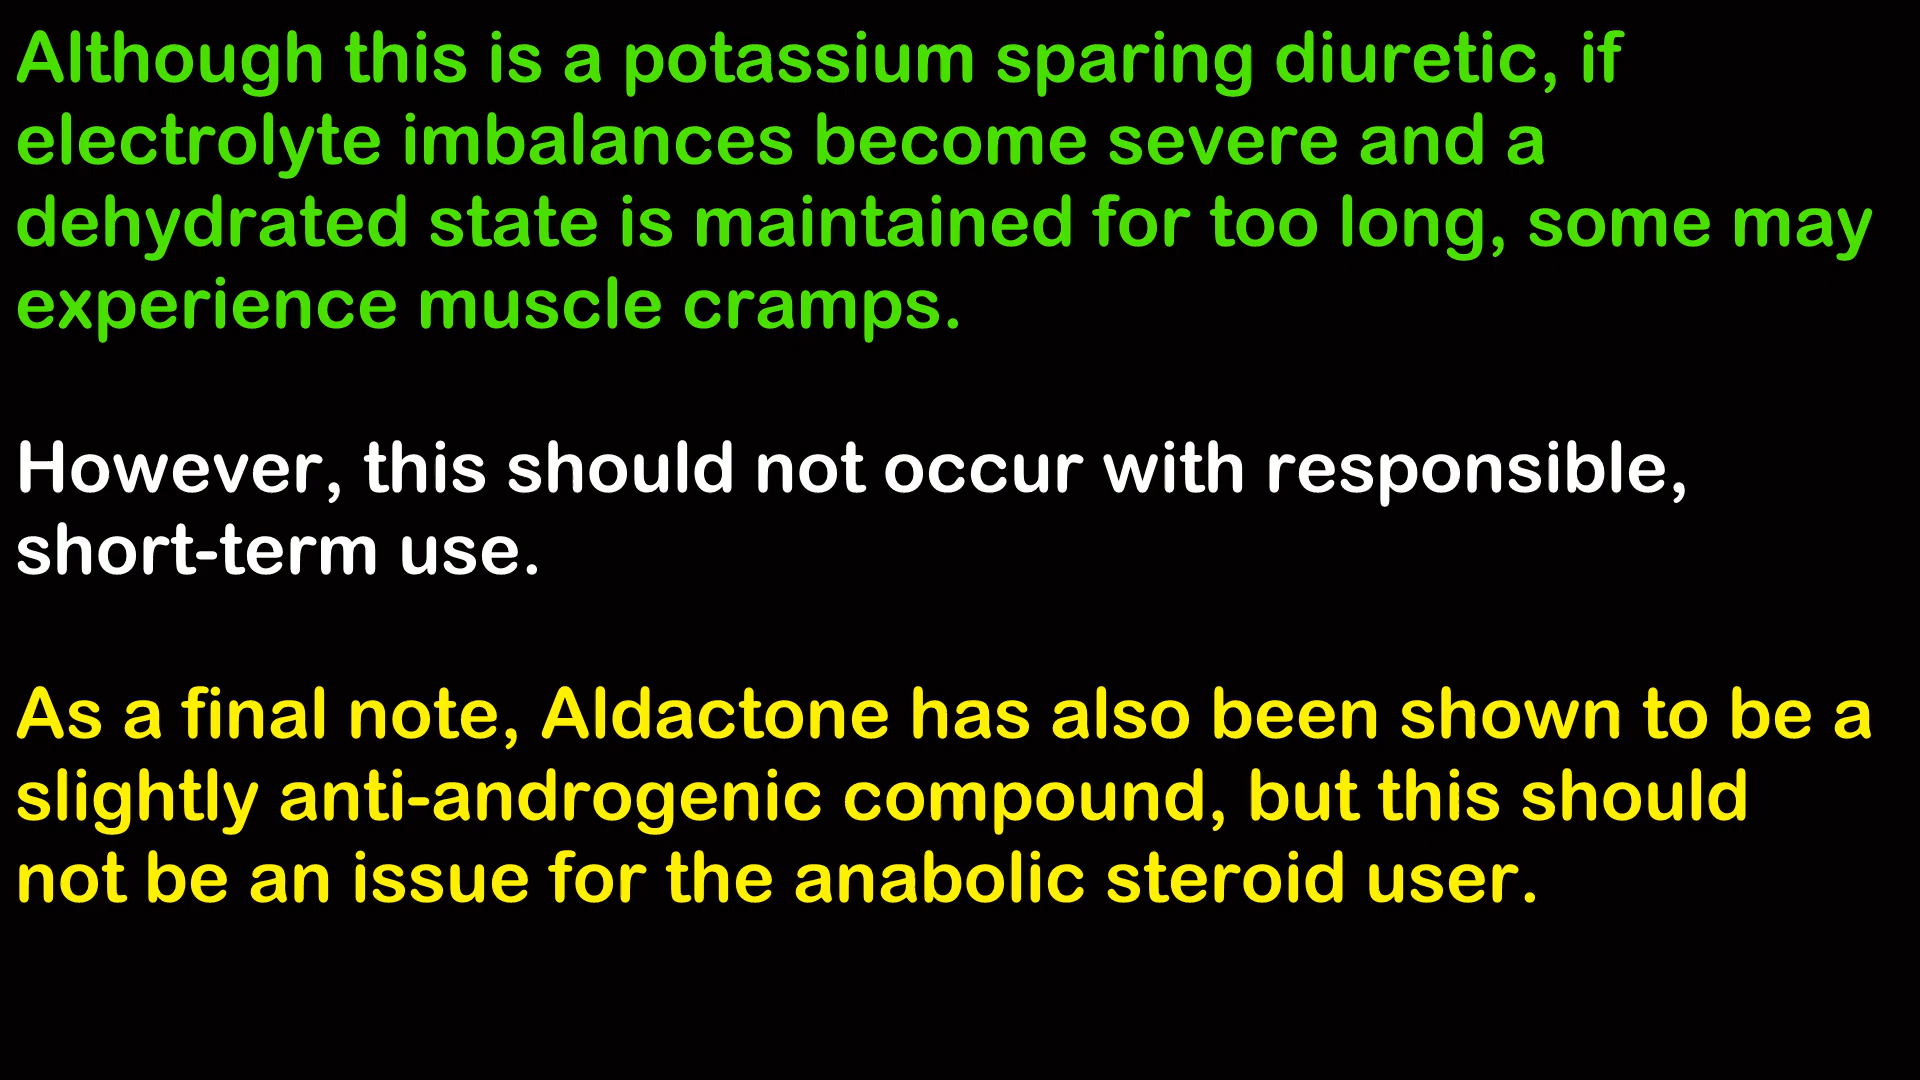 Although this is a potassium sparing diuretic, if
electrolyte imbalances become severe and a
dehydrated state is maintained for too long, some may
experience muscle cramps.
However, this should not occur with responsible,
short-term use.
As a final note, Aldactone has also been shown to be a
slightly anti-androgenic compound, but this should
not be an issue for the anabolic steroid user.